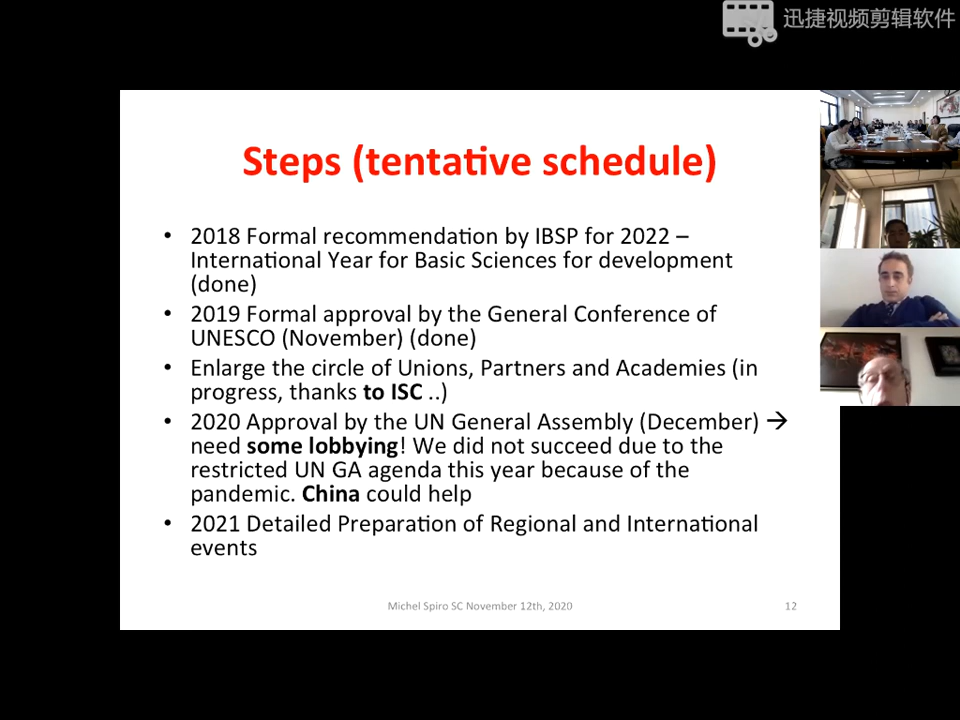 迅捷视频剪辑软件
Steps (tentative schedule)
• 2018 Formal recommendation by IBSP for 2022 –
International Year for Basic Sciences for development
(done)
• 2019 Formal approval by the General Conference of
UNESCO (November) (done)
• Enlarge the circle of Unions, Partners and Academies (in
progress, thanks to ISC ..)
• 2020 Approval by the UN General Assembly (December) →
need some lobbying! We did not succeed due to the
restricted UN GA agenda this year because of the
pandemic. China could help
• 2021 Detailed Preparation of Regional and International
events
Michel Spiro SC November 12th, 2020
12